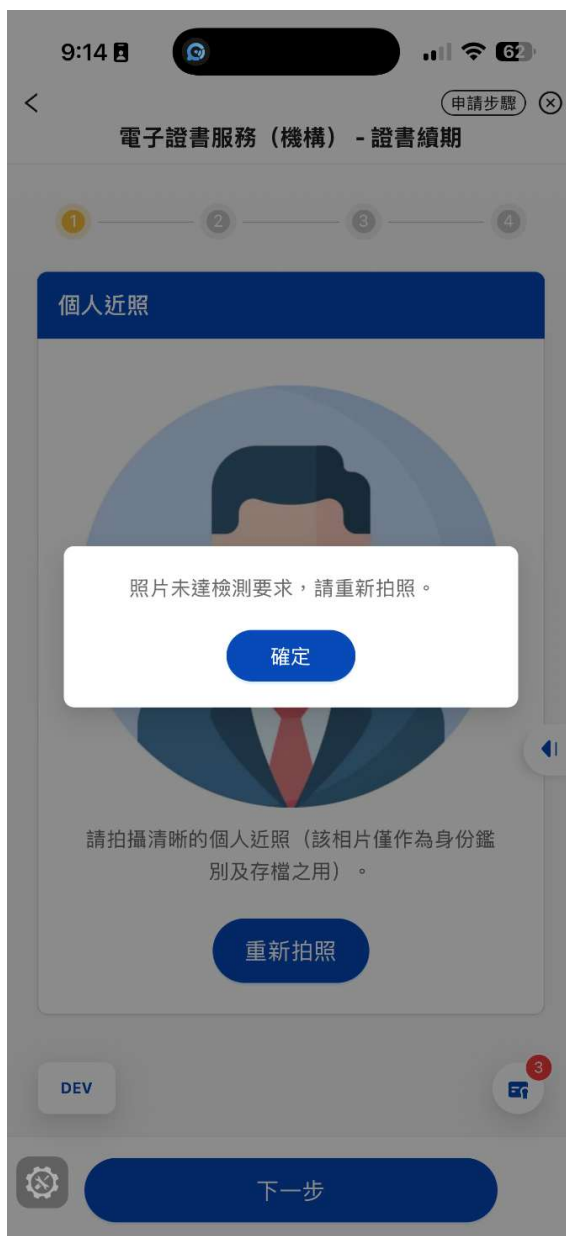 9:14
62
申請步驟
電子證書服務（機構） - 證書續期
1
2
3
4
個人近照
照片未達檢測要求，請重新拍照。
確定
請拍攝清晰的個人近照（該相片僅作為身份鑑
別及存檔之用）。
重新拍照
3
DEV
下一步